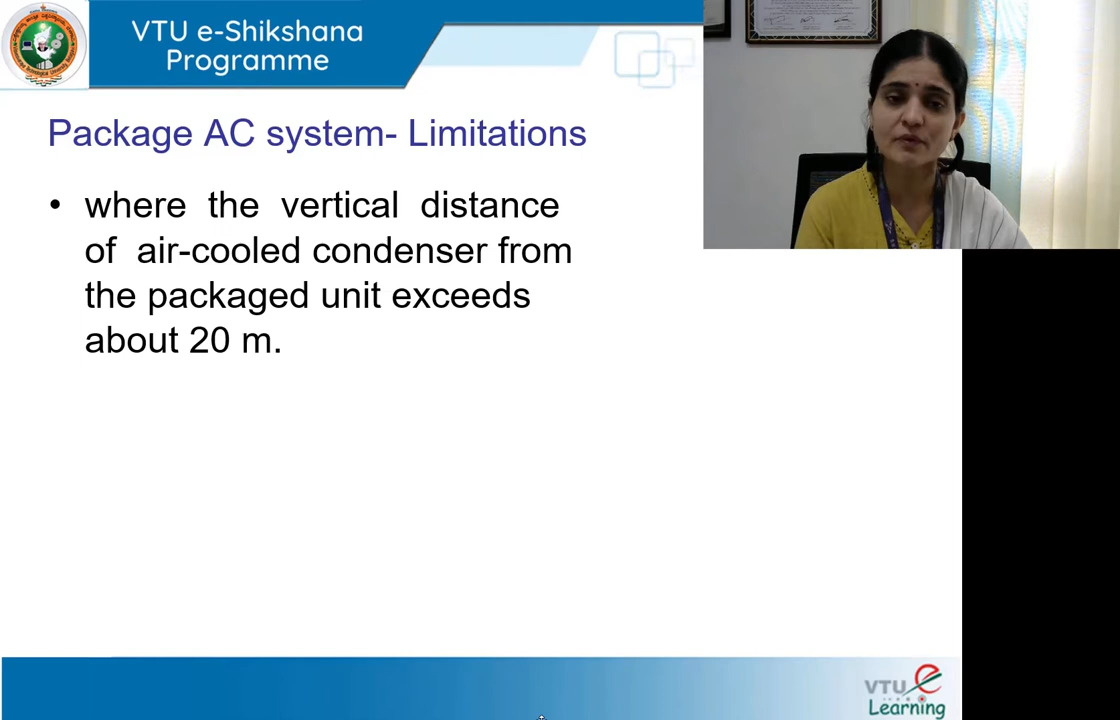 VTU e-Shikshana
Programme
Package AC system- Limitations
• where the vertical distance
of air-cooled condenser from
the packaged unit exceeds
about 20 m.
VTU e
Learning